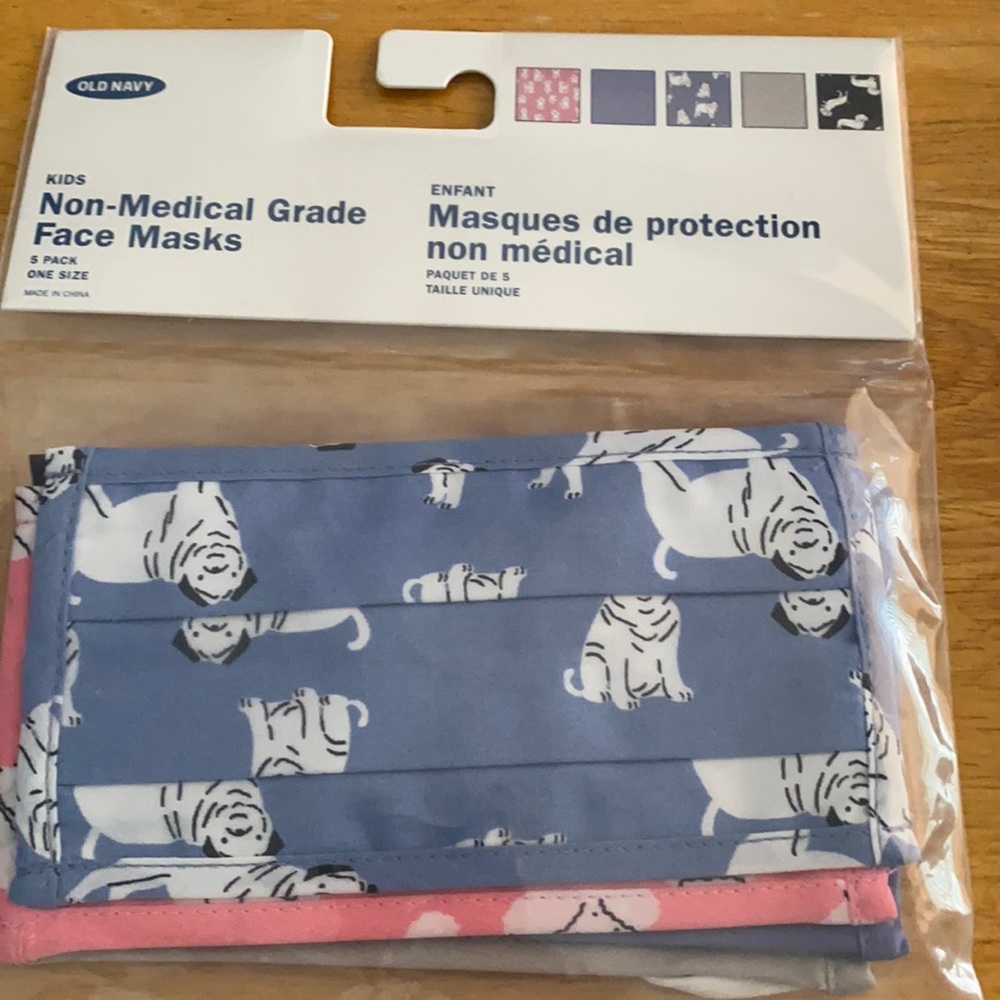 OLD NAVY
KIDS
Non-Medical Grade
Face Masks
5 PACK
ONE SIZE
MADE IN CHINA
ENFANT
Masques de protection
non médical
PAQUET DE 5
TAILLE UNIQUE